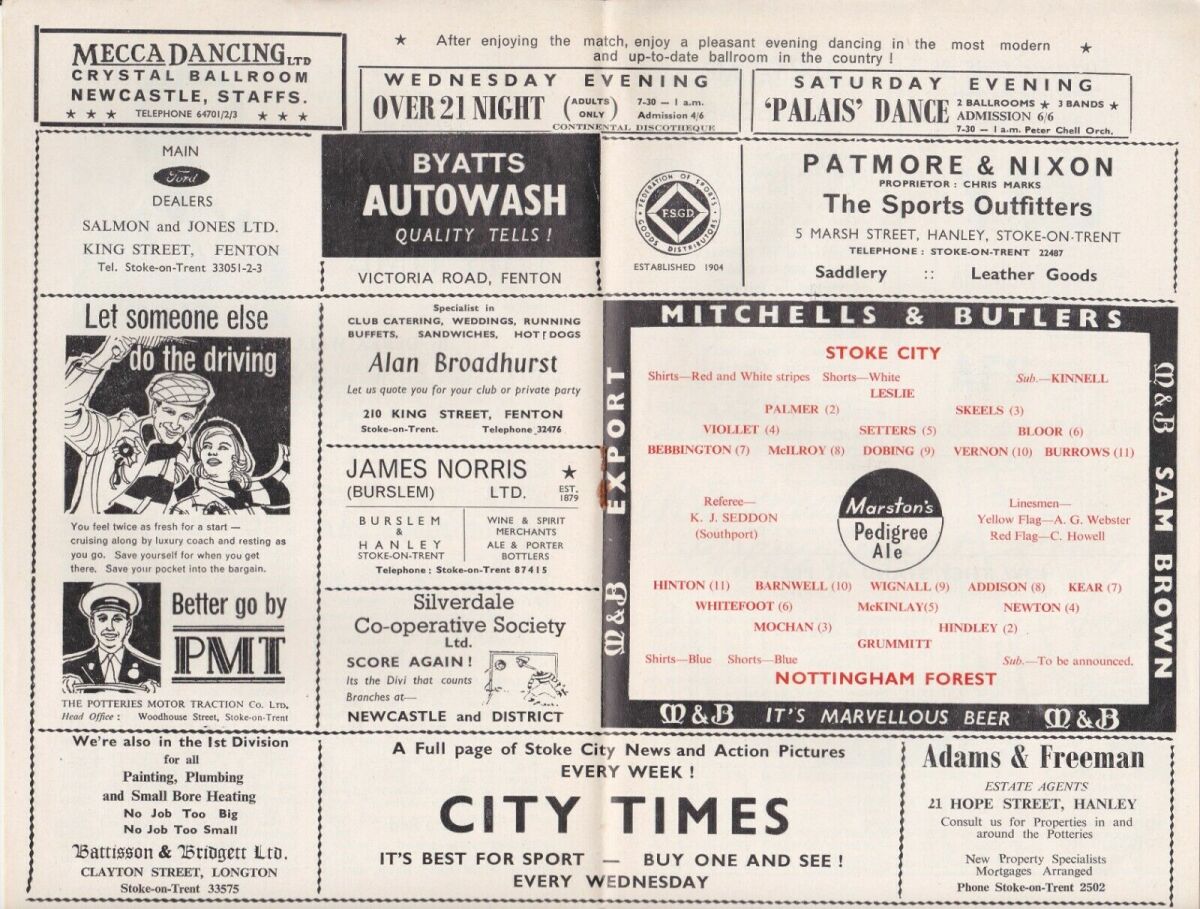 MECCA DANCING LTD
CRYSTAL BALLROOM
NEWCASTLE, STAFFS.
★ ★ ★ TELEPHONE 64701/2/3 ★ ★ ★
★ After enjoying the match, enjoy a pleasant evening dancing in the most modern ★
and up-to-date ballroom in the country !
WEDNESDAY EVENING
OVER 21 NIGHT (ADULTS ONLY) 7-30 — 1 a.m.
Admission 4/6
CONTINENTAL DISCOTHEQUE
SATURDAY EVENING
'PALAIS' DANCE 2 BALLROOMS ★ 3 BANDS ★
ADMISSION 6/6
7-30 — 1 a.m. Peter Chell Orch.
MAIN
Ford
DEALERS
SALMON and JONES LTD.
KING STREET, FENTON
Tel. Stoke-on-Trent 33051-2-3
BYATTS
AUTOWASH
QUALITY TELLS !
VICTORIA ROAD, FENTON
FEDERATION OF SPORTS
F.S.G.D.
GOODS DISTRIBUTORS
ESTABLISHED 1904
PATMORE & NIXON
PROPRIETOR : CHRIS MARKS
The Sports Outfitters
5 MARSH STREET, HANLEY, STOKE-ON-TRENT
TELEPHONE : STOKE-ON-TRENT 22487
Saddlery :: Leather Goods
Let someone else
do the driving
You feel twice as fresh for a start —
cruising along by luxury coach and resting as
you go. Save yourself for when you get
there. Save your pocket into the bargain.
Better go by
PMT
THE POTTERIES MOTOR TRACTION Co. LTD,
Head Office : Woodhouse Street, Stoke-on-Trent
Specialist in
CLUB CATERING, WEDDINGS, RUNNING
BUFFETS, SANDWICHES, HOT DOGS
Alan Broadhurst
Let us quote you for your club or private party
210 KING STREET, FENTON
Stoke-on-Trent. Telephone 32476
JAMES NORRIS ★
(BURSLEM) LTD. EST. 1879
BURSLEM
&
HANLEY
STOKE-ON-TRENT
WINE & SPIRIT
MERCHANTS
ALE & PORTER
BOTTLERS
Telephone : Stoke-on-Trent 87415
Silverdale
Co-operative Society
Ltd.
SCORE AGAIN !
Its the Divi that counts
Branches at—
NEWCASTLE and DISTRICT
MITCHELLS & BUTLERS
M&B EXPORT
M&B SAM BROWN
STOKE CITY
Shirts—Red and White stripes Shorts—White Sub.—KINNELL
LESLIE
PALMER (2) SKEELS (3)
VIOLLET (4) SETTERS (5) BLOOR (6)
BEBBINGTON (7) McILROY (8) DOBING (9) VERNON (10) BURROWS (11)
Referee—
K. J. SEDDON
(Southport)
Marston's
Pedigree
Ale
Linesmen—
Yellow Flag—A. G. Webster
Red Flag—C. Howell
HINTON (11) BARNWELL (10) WIGNALL (9) ADDISON (8) KEAR (7)
WHITEFOOT (6) McKINLAY(5) NEWTON (4)
MOCHAN (3) HINDLEY (2)
GRUMMITT
Shirts—Blue Shorts—Blue Sub.—To be announced.
NOTTINGHAM FOREST
M&B IT'S MARVELLOUS BEER M&B
We're also in the 1st Division
for all
Painting, Plumbing
and Small Bore Heating
No Job Too Big
No Job Too Small
Battisson & Bridgett Ltd.
CLAYTON STREET, LONGTON
Stoke-on-Trent 33575
A Full page of Stoke City News and Action Pictures
EVERY WEEK !
CITY TIMES
IT'S BEST FOR SPORT — BUY ONE AND SEE !
EVERY WEDNESDAY
Adams & Freeman
ESTATE AGENTS
21 HOPE STREET, HANLEY
Consult us for Properties in and
around the Potteries
New Property Specialists
Mortgages Arranged
Phone Stoke-on-Trent 2502